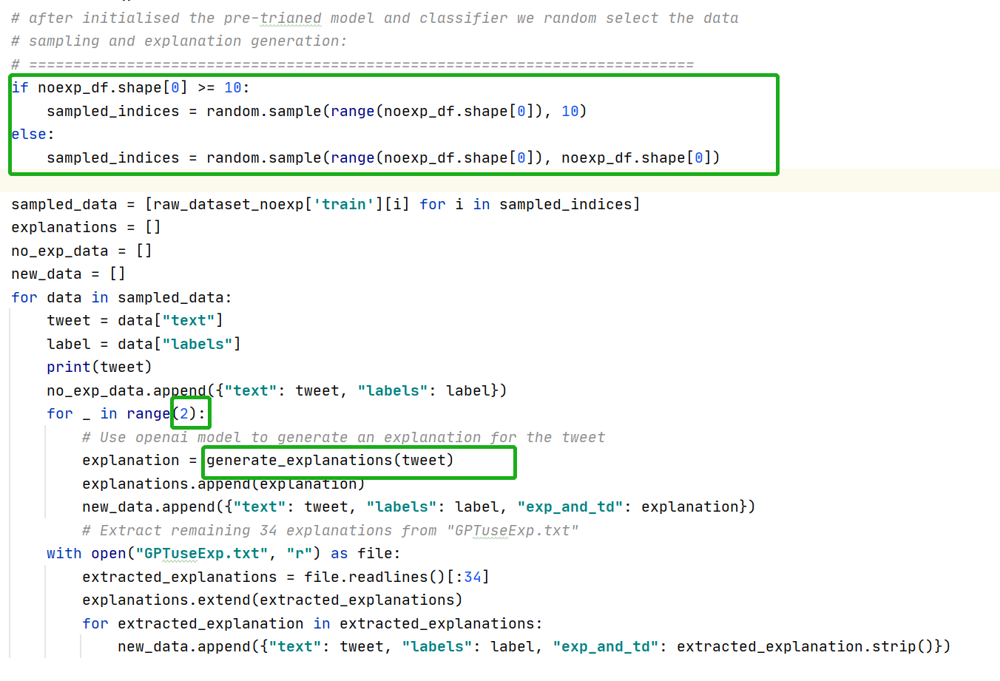 # after initialised the pre-trianed model and classifier we random select the data
# sampling and explanation generation:
# ===========================================================================
if noexp_df.shape[0] >= 10:
    sampled_indices = random.sample(range(noexp_df.shape[0]), 10)
else:
    sampled_indices = random.sample(range(noexp_df.shape[0]), noexp_df.shape[0])
sampled_data = [raw_dataset_noexp['train'][i] for i in sampled_indices]
explanations = []
no_exp_data = []
new_data = []
for data in sampled_data:
    tweet = data["text"]
    label = data["labels"]
    print(tweet)
    no_exp_data.append({"text": tweet, "labels": label})
    for _ in range(2):
        # Use openai model to generate an explanation for the tweet
        explanation = generate_explanations(tweet)
        explanations.append(explanation)
        new_data.append({"text": tweet, "labels": label, "exp_and_td": explanation})
        # Extract remaining 34 explanations from "GPTuseExp.txt"
    with open("GPTuseExp.txt", "r") as file:
        extracted_explanations = file.readlines()[:34]
        explanations.extend(extracted_explanations)
        for extracted_explanation in extracted_explanations:
            new_data.append({"text": tweet, "labels": label, "exp_and_td": extracted_explanation.strip()})